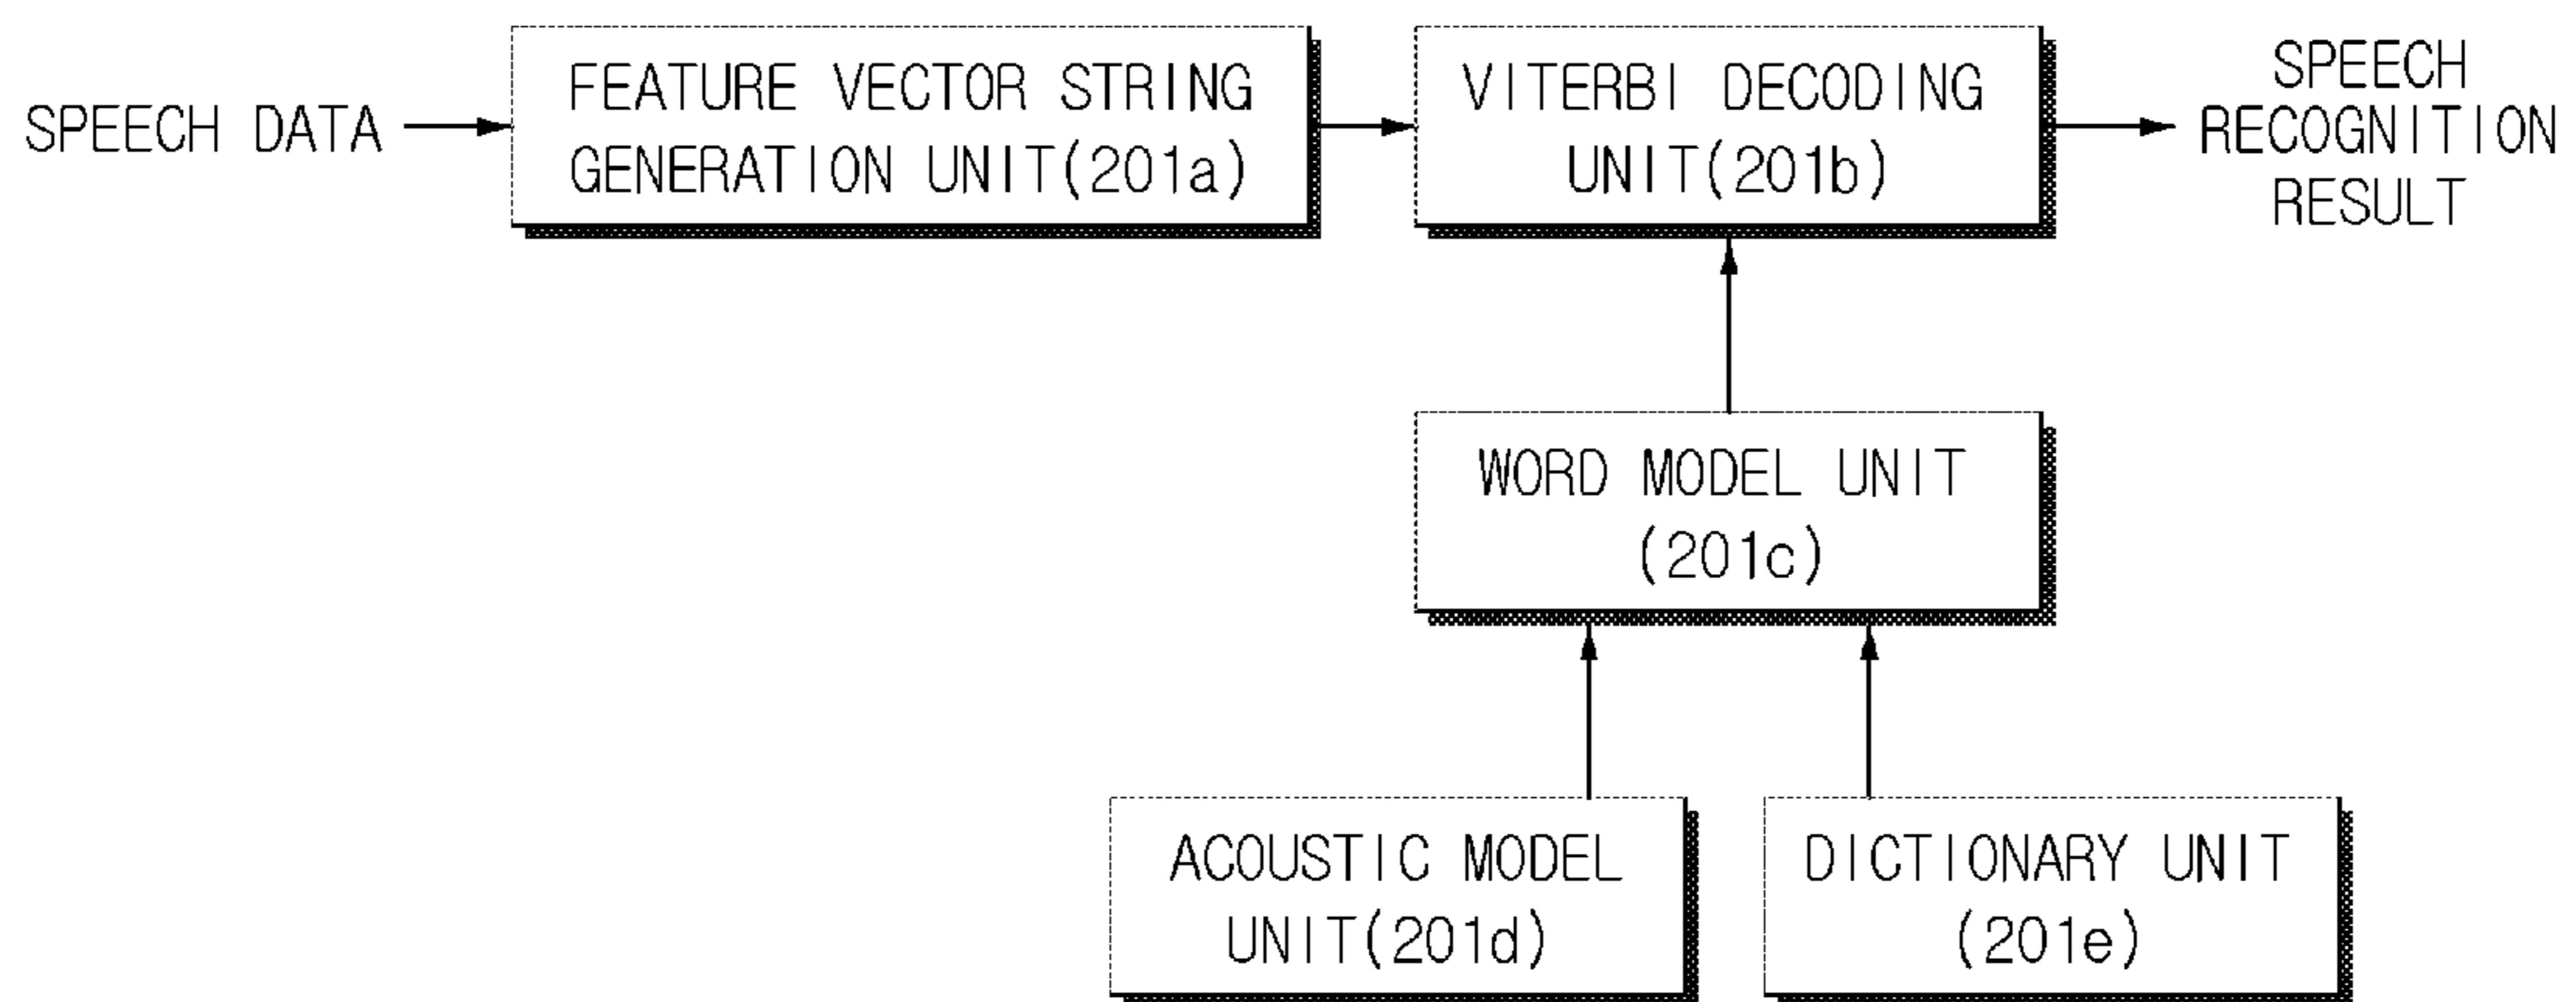 SPEECH DATA
FEATURE VECTOR STRING
GENERATION UNIT(201a)
VITERBI DECODING
UNIT(201b)
SPEECH
RECOGNITION
RESULT
WORD MODEL UNIT
(201c)
ACOUSTIC MODEL
UNIT(201d)
DICTIONARY UNIT
(201e)